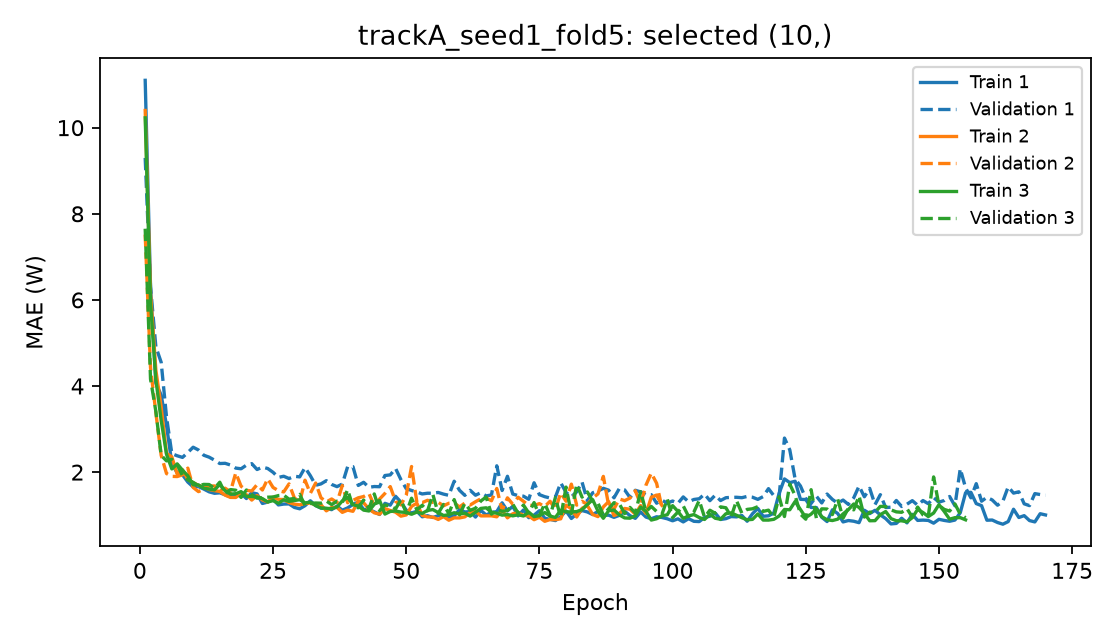 trackA_seed1_fold5: selected (10,)
Train 1
Validation 1
Train 2
Validation 2
Train 3
Validation 3
MAE (W)
10
8
6
4
2
0 25 50 75 100 125 150 175
Epoch